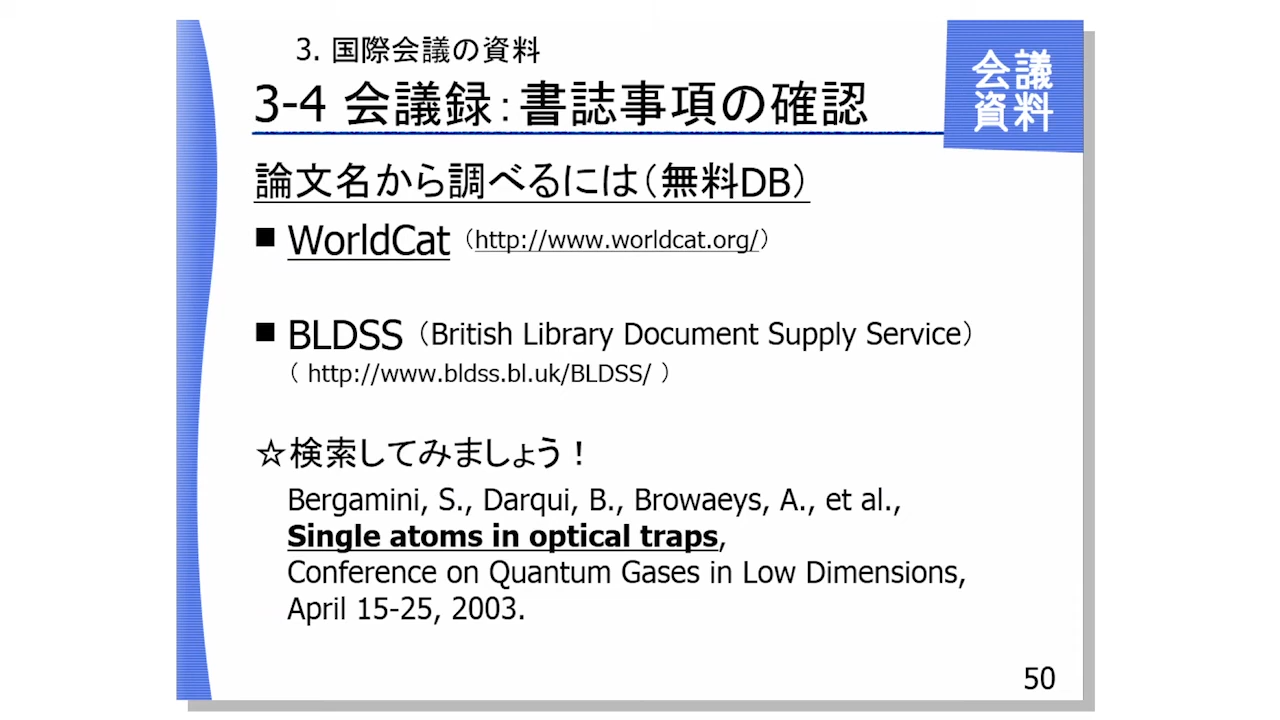 3. 国際会議の資料
会議
資料
3-4 会議録：書誌事項の確認
論文名から調べるには（無料DB）
■ WorldCat （http://www.worldcat.org/）
■ BLDSS （British Library Document Supply Service）
（ http://www.bldss.bl.uk/BLDSS/ ）
☆検索してみましょう！
Bergamini, S., Darqui, B., Browaeys, A., et al.,
Single atoms in optical traps,
Conference on Quantum Gases in Low Dimensions,
April 15-25, 2003.
50